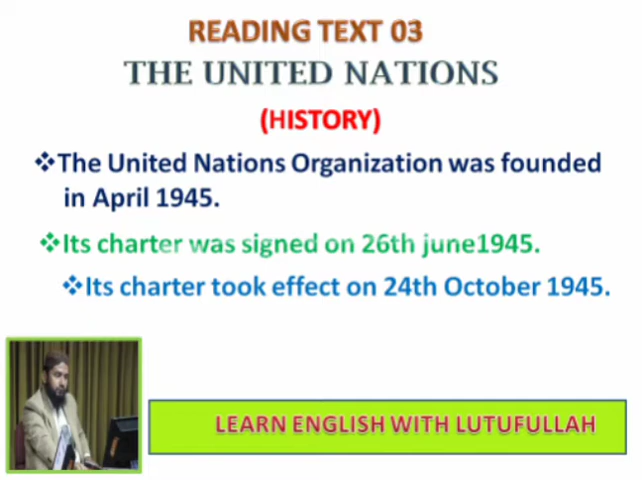 READING TEXT 03
THE UNITED NATIONS
(HISTORY)
❖The United Nations Organization was founded
in April 1945.
❖Its charter was signed on 26th june1945.
❖Its charter took effect on 24th October 1945.
LEARN ENGLISH WITH LUTUFULLAH